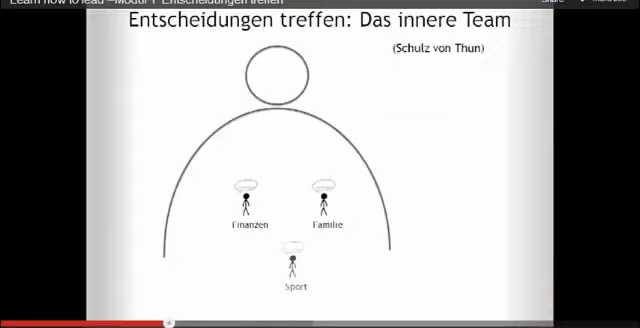 Learn how to lead –Modul 1 Entscheidungen treffen
Entscheidungen treffen: Das innere Team
(Schulz von Thun)
Finanzen
Familie
Sport